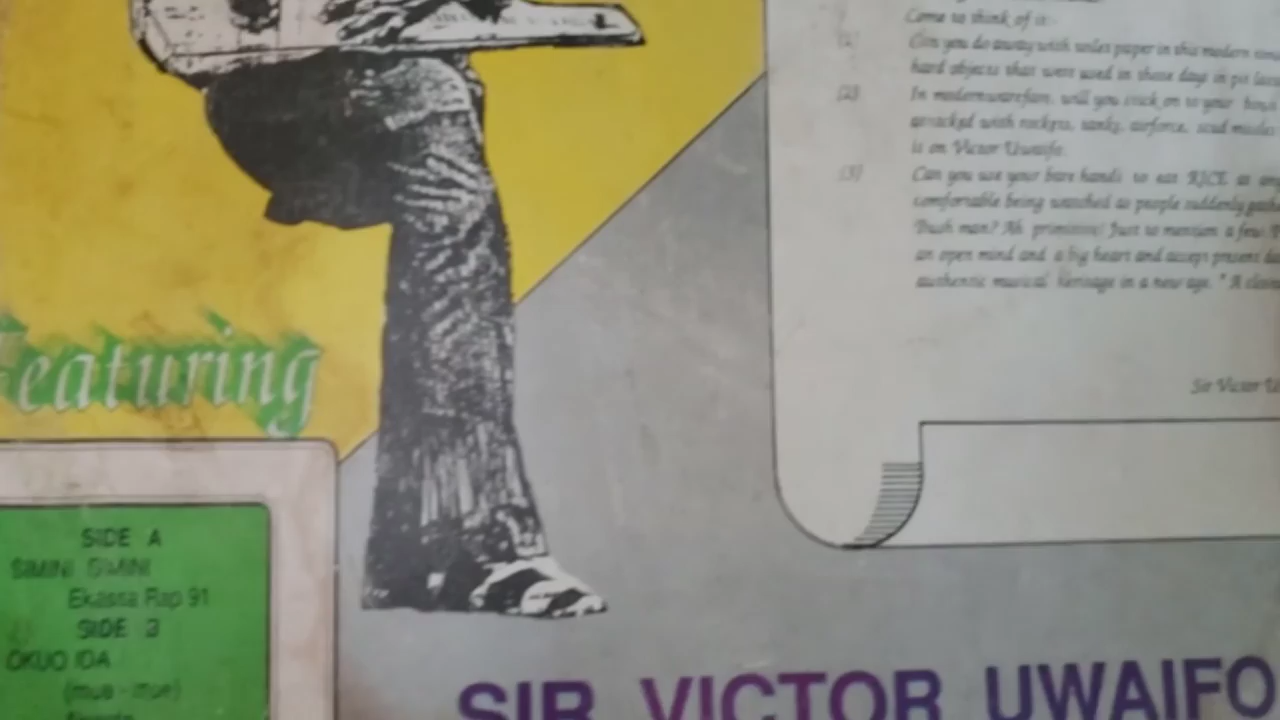 Featuring
SIDE A
SIMINI SIMINI
Ekassa Rap 91
SIDE B
OKUO IDA
Come to think of it:-
(1) Can you do away with toilet paper in this modern
hard objects that were used in those days in pit
(2) In modern warefare, will you stick on to your
attacked with rockets, tanks, airforce, scud
is on Victor Uwaifo.
(3) Can you use your bare hands to eat RICE at
comfortable being watched as people suddenly
Bush man? Ah primitive! Just to mention a few.
an open mind and a big heart and accept present
authentic musical heritage in a new age." A
Sir Victor
SIR VICTOR UWAIFO